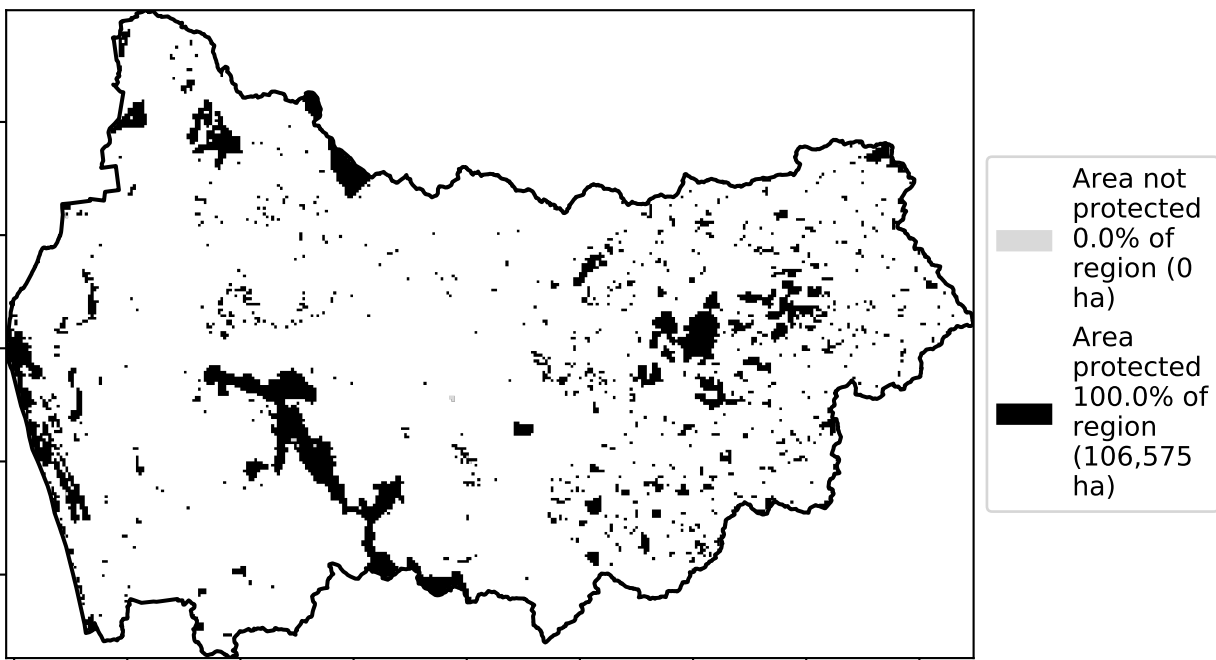 Area not
protected
0.0% of
region (0
ha)
Area
protected
100.0% of
region
(106,575
ha)